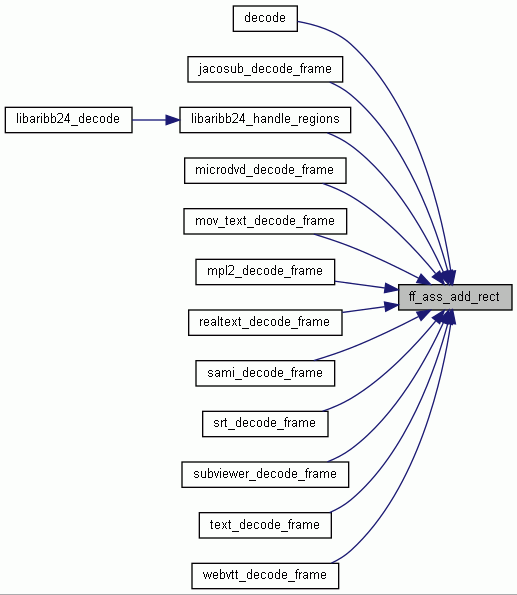 decode
jacosub_decode_frame
libaribb24_decode
libaribb24_handle_regions
microdvd_decode_frame
mov_text_decode_frame
mpl2_decode_frame
ff_ass_add_rect
realtext_decode_frame
sami_decode_frame
srt_decode_frame
subviewer_decode_frame
text_decode_frame
webvtt_decode_frame